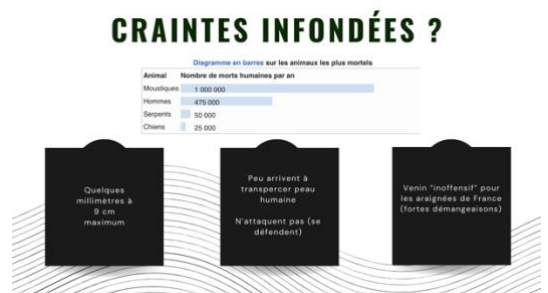 CRAINTES INFONDÉES ?
Diagramme en barres sur les animaux les plus mortels
Animal Nombre de morts humaines par an
Moustiques 1 000 000
Hommes 475 000
Serpents 50 000
Chiens 25 000
Quelques
millimètres à
9 cm
maximum
Peu arrivent à
transpercer peau
humaine
N'attaquent pas (se
défendent)
Venin "inoffensif" pour
les araignées de France
(fortes démangeaisons)